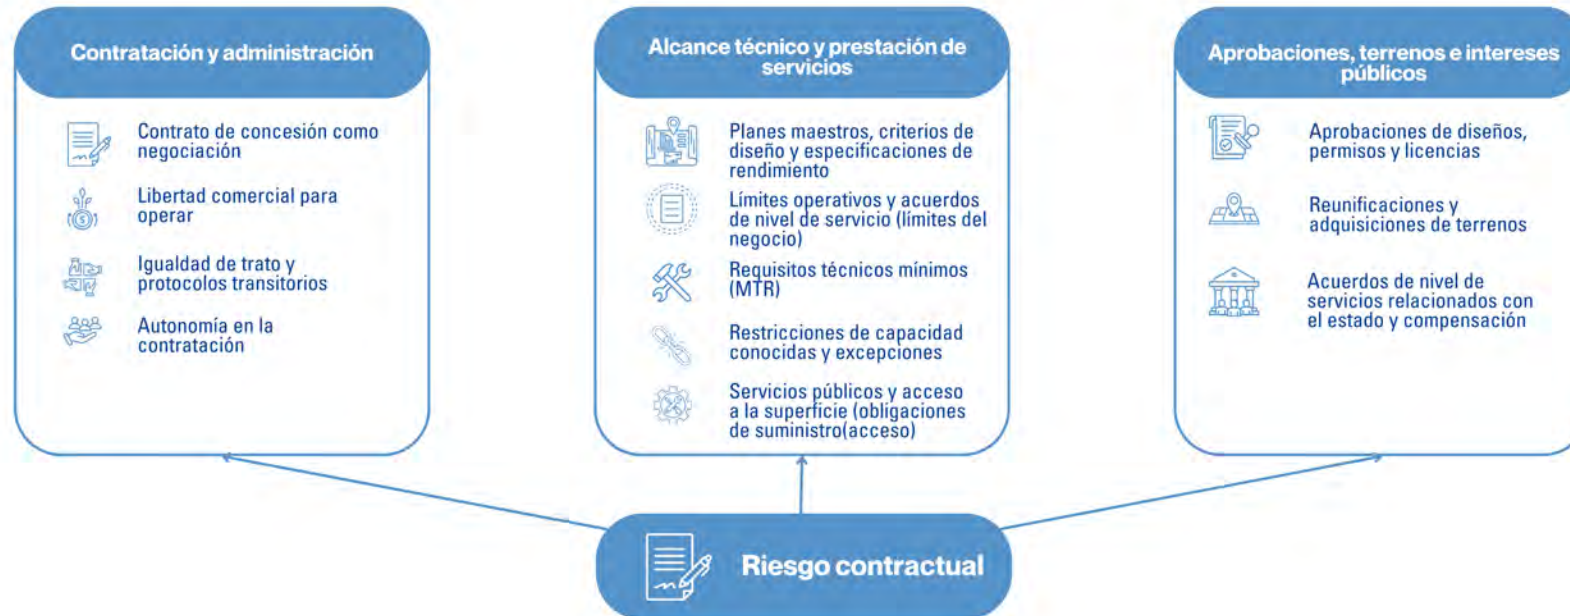 Contratación y administración
Contrato de concesión como
negociación
Libertad comercial para
operar
Igualdad de trato y
protocolos transitorios
Autonomía en la
contratación
Alcance técnico y prestación de
servicios
Planes maestros, criterios de
diseño y especificaciones de
rendimiento
Límites operativos y acuerdos
de nivel de servicio (límites del
negocio)
Requisitos técnicos mínimos
(MTR)
Restricciones de capacidad
conocidas y excepciones
Servicios públicos y acceso
a la superficie (obligaciones
de suministro(acceso)
Aprobaciones, terrenos e intereses
públicos
Aprobaciones de diseños,
permisos y licencias
Reunificaciones y
adquisiciones de terrenos
Acuerdos de nivel de
servicios relacionados con
el estado y compensación
Riesgo contractual